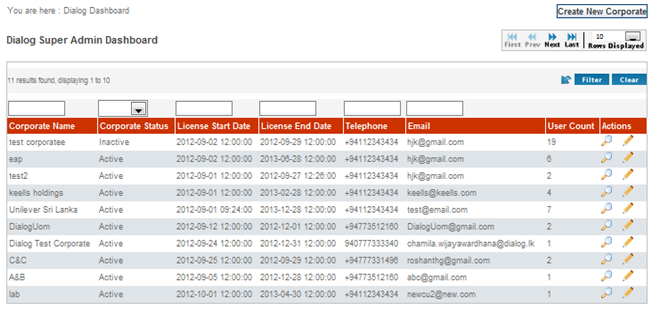 You are here : Dialog Dashboard
Create New Corporate
Dialog Super Admin Dashboard
First Prev Next Last 10 Rows Displayed
11 results found, displaying 1 to 10 Filter Clear
Corporate Name Corporate Status License Start Date License End Date Telephone Email User Count Actions
test corporatee Inactive 2012-09-02 12:00:00 2012-09-29 12:00:00 +94112343434 hjk@gmail.com 19
eap Active 2012-09-02 12:00:00 2013-06-28 12:00:00 +94112343434 hjk@gmail.com 6
test2 Active 2012-09-01 12:00:00 2012-09-27 12:26:00 +94112343434 hjk@gmail.com 2
keells holdings Active 2012-09-01 12:00:00 2013-02-28 12:00:00 +94112343434 keells@keells.com 4
Unilever Sri Lanka Active 2012-09-01 09:24:00 2013-12-28 12:00:00 +94112343434 test@email.com 7
DialogUom Active 2012-09-12 12:00:00 2012-12-01 12:00:00 +94773512160 DialogUom@gmail.com 2
Dialog Test Corporate Active 2012-09-24 12:00:00 2012-12-31 12:00:00 940777333340 chamila.wijayawardhana@dialog.lk 1
C&C Active 2012-09-25 12:00:00 2012-09-29 12:00:00 +94777331496 roshanthg@gmail.com 2
A&B Active 2012-09-05 12:00:00 2012-12-28 12:00:00 +94773512160 abc@gmail.com 1
lab Active 2012-10-01 12:00:00 2013-04-30 12:00:00 +94112343434 newcu2@new.com 1